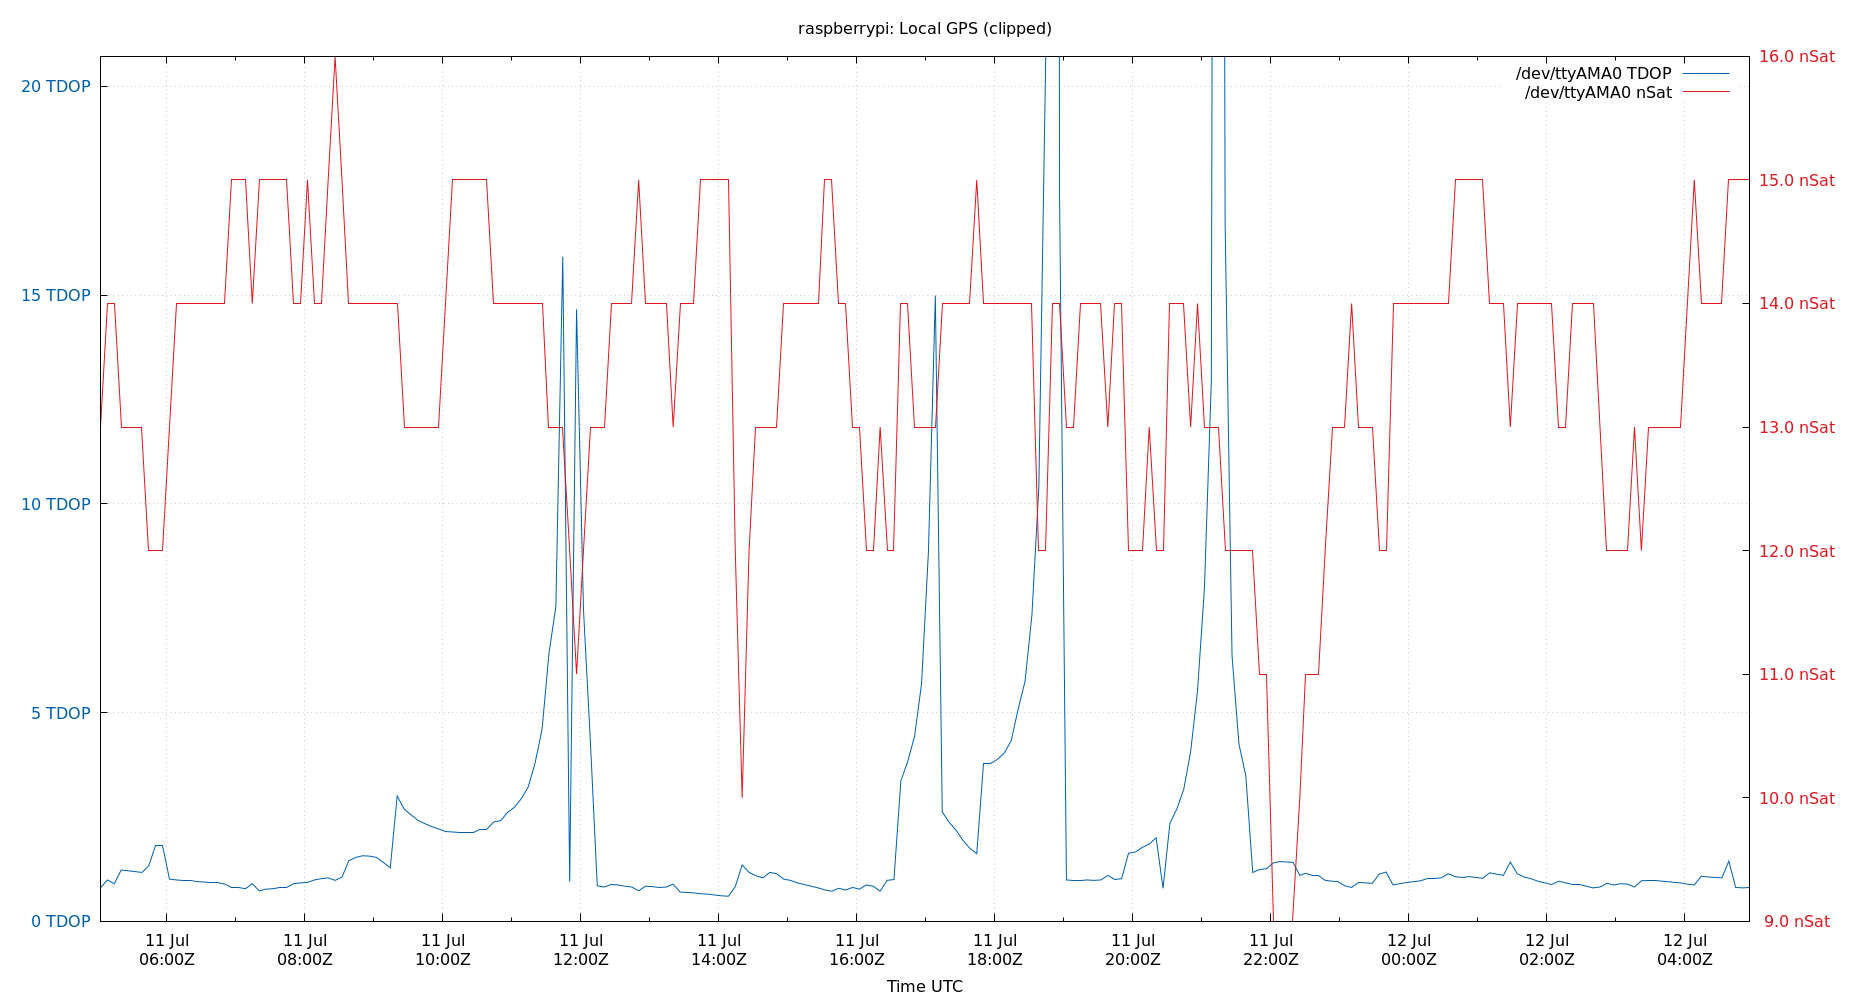 raspberrypi: Local GPS (clipped)
/dev/ttyAMA0 TDOP
/dev/ttyAMA0 nSat
20 TDOP
15 TDOP
10 TDOP
5 TDOP
0 TDOP
16.0 nSat
15.0 nSat
14.0 nSat
13.0 nSat
12.0 nSat
11.0 nSat
10.0 nSat
9.0 nSat
11 Jul 11 Jul 11 Jul 11 Jul 11 Jul 11 Jul 11 Jul 11 Jul 11 Jul 12 Jul 12 Jul 12 Jul
06:00Z 08:00Z 10:00Z 12:00Z 14:00Z 16:00Z 18:00Z 20:00Z 22:00Z 00:00Z 02:00Z 04:00Z
Time UTC